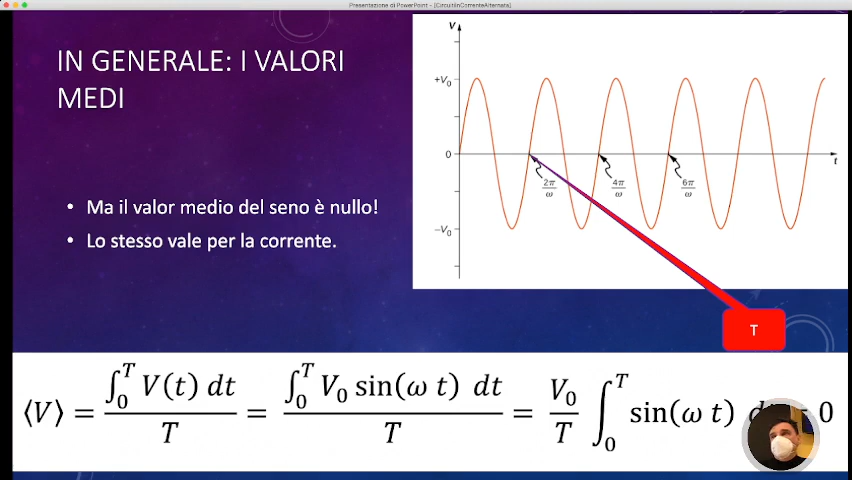 Presentazione di PowerPoint - [CircuitiInCorrenteAlternata]
IN GENERALE: I VALORI
MEDI
• Ma il valor medio del seno è nullo!
• Lo stesso vale per la corrente.
V
+V₀
0
−V₀
t
2π/ω
4π/ω
6π/ω
T
⟨V⟩ = ∫₀ᵀ V(t) dt / T = ∫₀ᵀ V₀ sin(ω t) dt / T = V₀/T ∫₀ᵀ sin(ω t) d 0